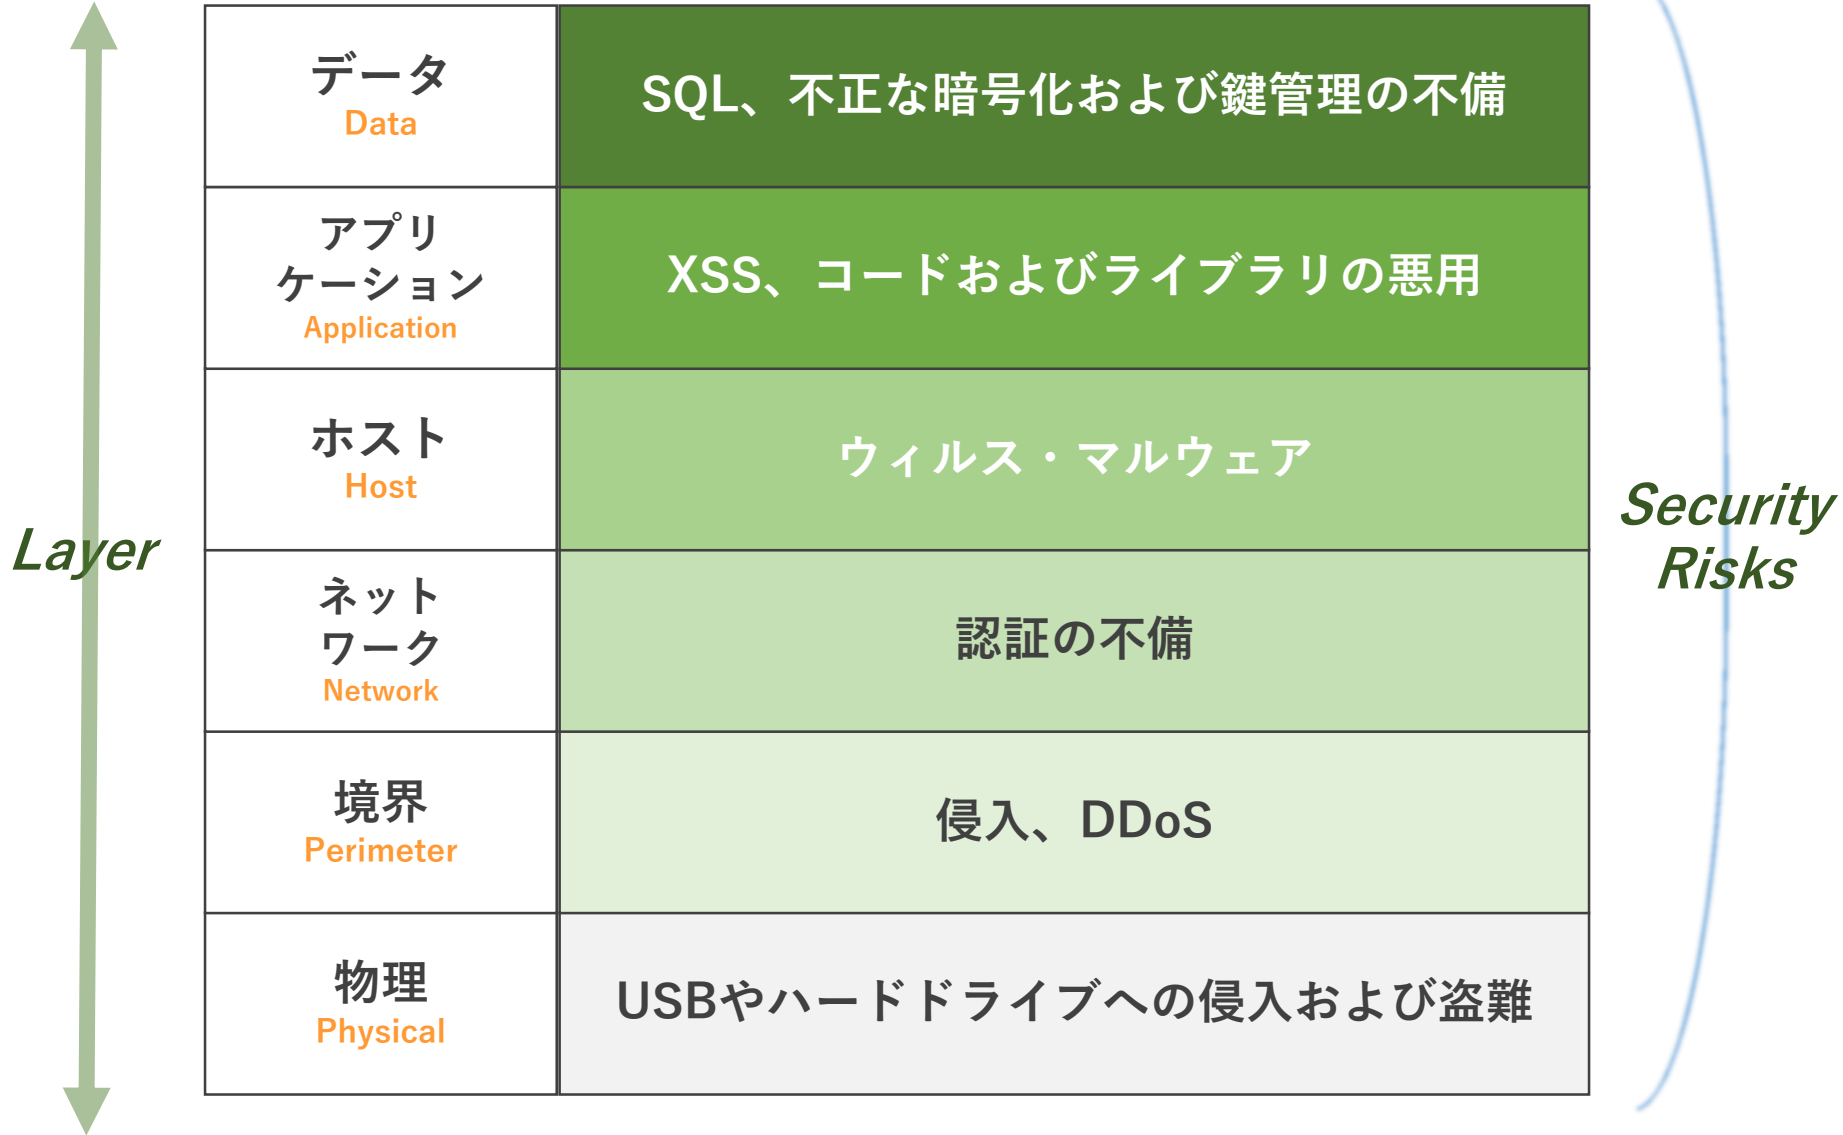 データ
Data
SQL、不正な暗号化および鍵管理の不備
アプリ
ケーション
Application
XSS、コードおよびライブラリの悪用
ホスト
Host
ウィルス・マルウェア
Layer
Security
Risks
ネット
ワーク
Network
認証の不備
境界
Perimeter
侵入、DDoS
物理
Physical
USBやハードドライブへの侵入および盗難